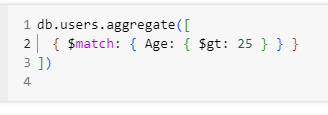 1 db.users.aggregate([
2 { $match: { Age: { $gt: 25 } } }
3 ])
4